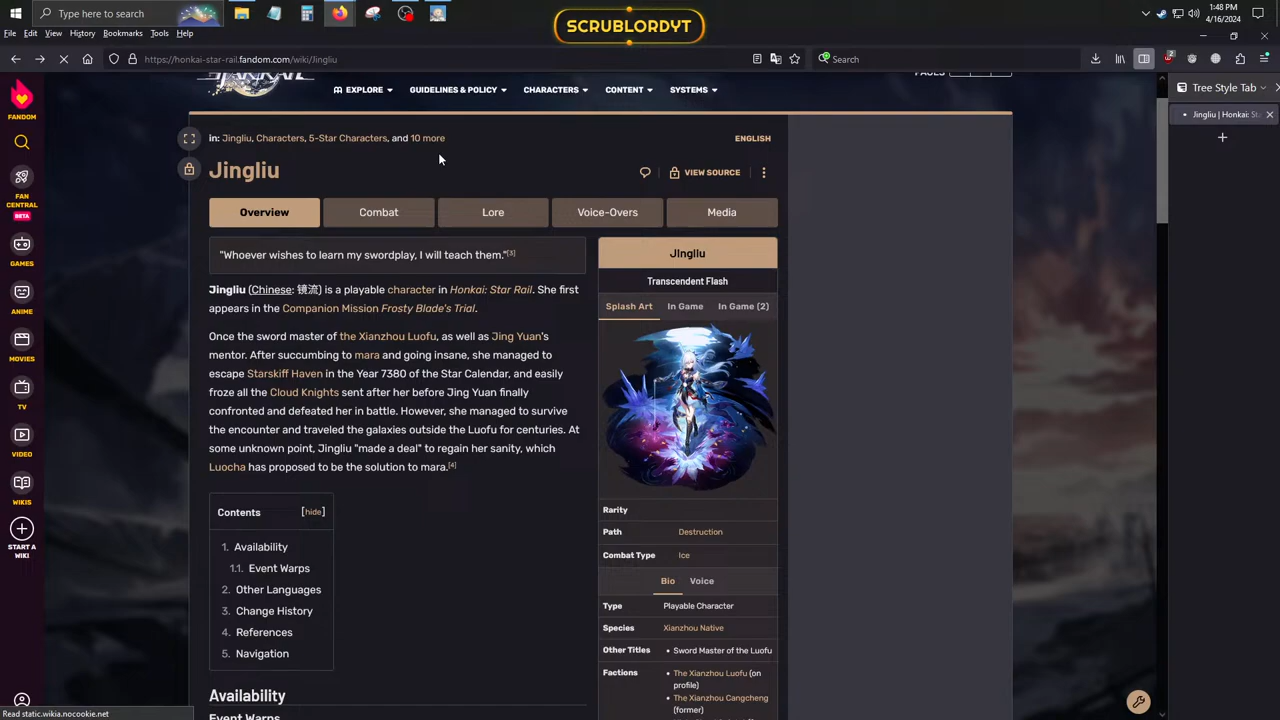 Type here to search
SCRUBLORDYT
1:48 PM
4/16/2024
File Edit View History Bookmarks Tools Help
https://honkai-star-rail.fandom.com/wiki/Jingliu
Search
Tree Style Tab
Jingliu | Honkai: Sta
PAGES
EXPLORE
GUIDELINES & POLICY
CHARACTERS
CONTENT
SYSTEMS
FANDOM
FAN
CENTRAL
BETA
GAMES
ANIME
MOVIES
TV
VIDEO
WIKIS
START A
WIKI
in: Jingliu, Characters, 5-Star Characters, and 10 more
ENGLISH
Jingliu
VIEW SOURCE
Overview
Combat
Lore
Voice-Overs
Media
"Whoever wishes to learn my swordplay, I will teach them."[3]
Jingliu (Chinese: 镜流) is a playable character in Honkai: Star Rail. She first
appears in the Companion Mission Frosty Blade's Trial.
Once the sword master of the Xianzhou Luofu, as well as Jing Yuan's
mentor. After succumbing to mara and going insane, she managed to
escape Starskiff Haven in the Year 7380 of the Star Calendar, and easily
froze all the Cloud Knights sent after her before Jing Yuan finally
confronted and defeated her in battle. However, she managed to survive
the encounter and traveled the galaxies outside the Luofu for centuries. At
some unknown point, Jingliu "made a deal" to regain her sanity, which
Luocha has proposed to be the solution to mara.[4]
Contents [hide]
1. Availability
1.1. Event Warps
2. Other Languages
3. Change History
4. References
5. Navigation
Availability
Event Warps
Jingliu
Transcendent Flash
Splash Art
In Game
In Game (2)
Rarity
Path Destruction
Combat Type Ice
Bio
Voice
Type Playable Character
Species Xianzhou Native
Other Titles • Sword Master of the Luofu
Factions • The Xianzhou Luofu (on
profile)
• The Xianzhou Cangcheng
(former)
Read static.wikia.nocookie.net